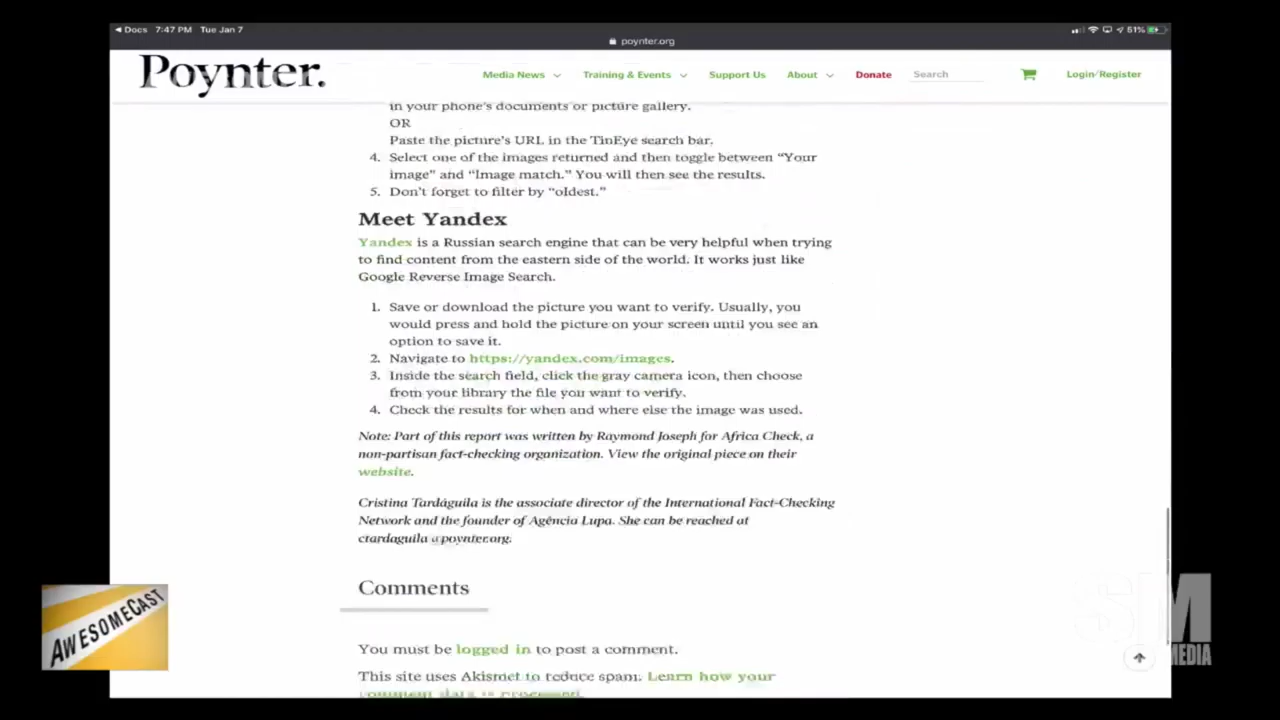 Docs 7:47 PM Tue Jan 7
51%
poynter.org
Poynter.
Media News
Training & Events
Support Us
About
Donate
Search
Login/Register
in your phone's documents or picture gallery.
OR
Paste the picture's URL in the TinEye search bar.
4. Select one of the images returned and then toggle between “Your
image” and “Image match.” You will then see the results.
5. Don't forget to filter by “oldest.”
Meet Yandex
Yandex is a Russian search engine that can be very helpful when trying
to find content from the eastern side of the world. It works just like
Google Reverse Image Search.
1. Save or download the picture you want to verify. Usually, you
would press and hold the picture on your screen until you see an
option to save it.
2. Navigate to https://yandex.com/images.
3. Inside the search field, click the gray camera icon, then choose
from your library the file you want to verify.
4. Check the results for when and where else the image was used.
Note: Part of this report was written by Raymond Joseph for Africa Check, a
non-partisan fact-checking organization. View the original piece on their
website.
Cristina Tardáguila is the associate director of the International Fact-Checking
Network and the founder of Agência Lupa. She can be reached at
ctardaguila@poynter.org.
Comments
You must be logged in to post a comment.
This site uses Akismet to reduce spam. Learn how your
comment data is processed.
AWESOMECAST
MEDIA